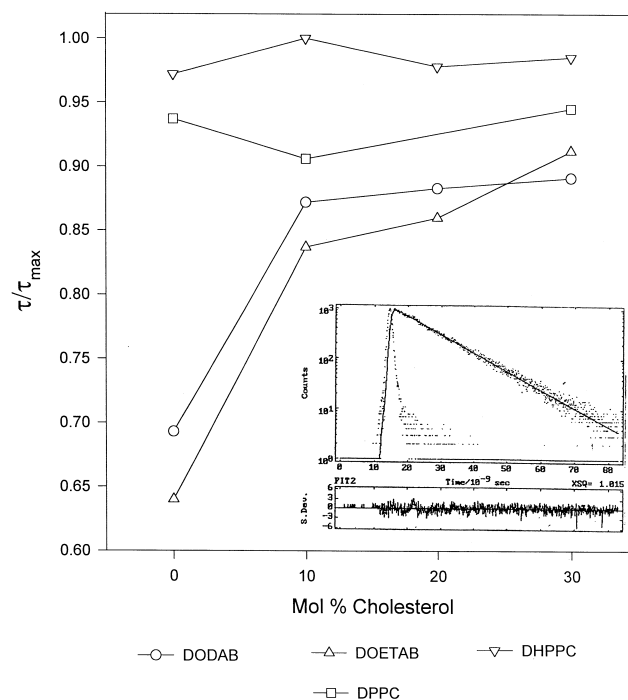 1.00
0.95
0.90
0.85
0.80
0.75
0.70
0.65
0.60
τ/τmax
0 10 20 30
Mol % Cholesterol
10³
10²
10¹
10⁰
Counts
0 10 20 30 40 50 60 70 80
FIT2 Time/10⁻⁹ sec XSQ= 1.015
6
3
0
-3
-6
S.Dev.
DODAB DOETAB DHPPC
DPPC